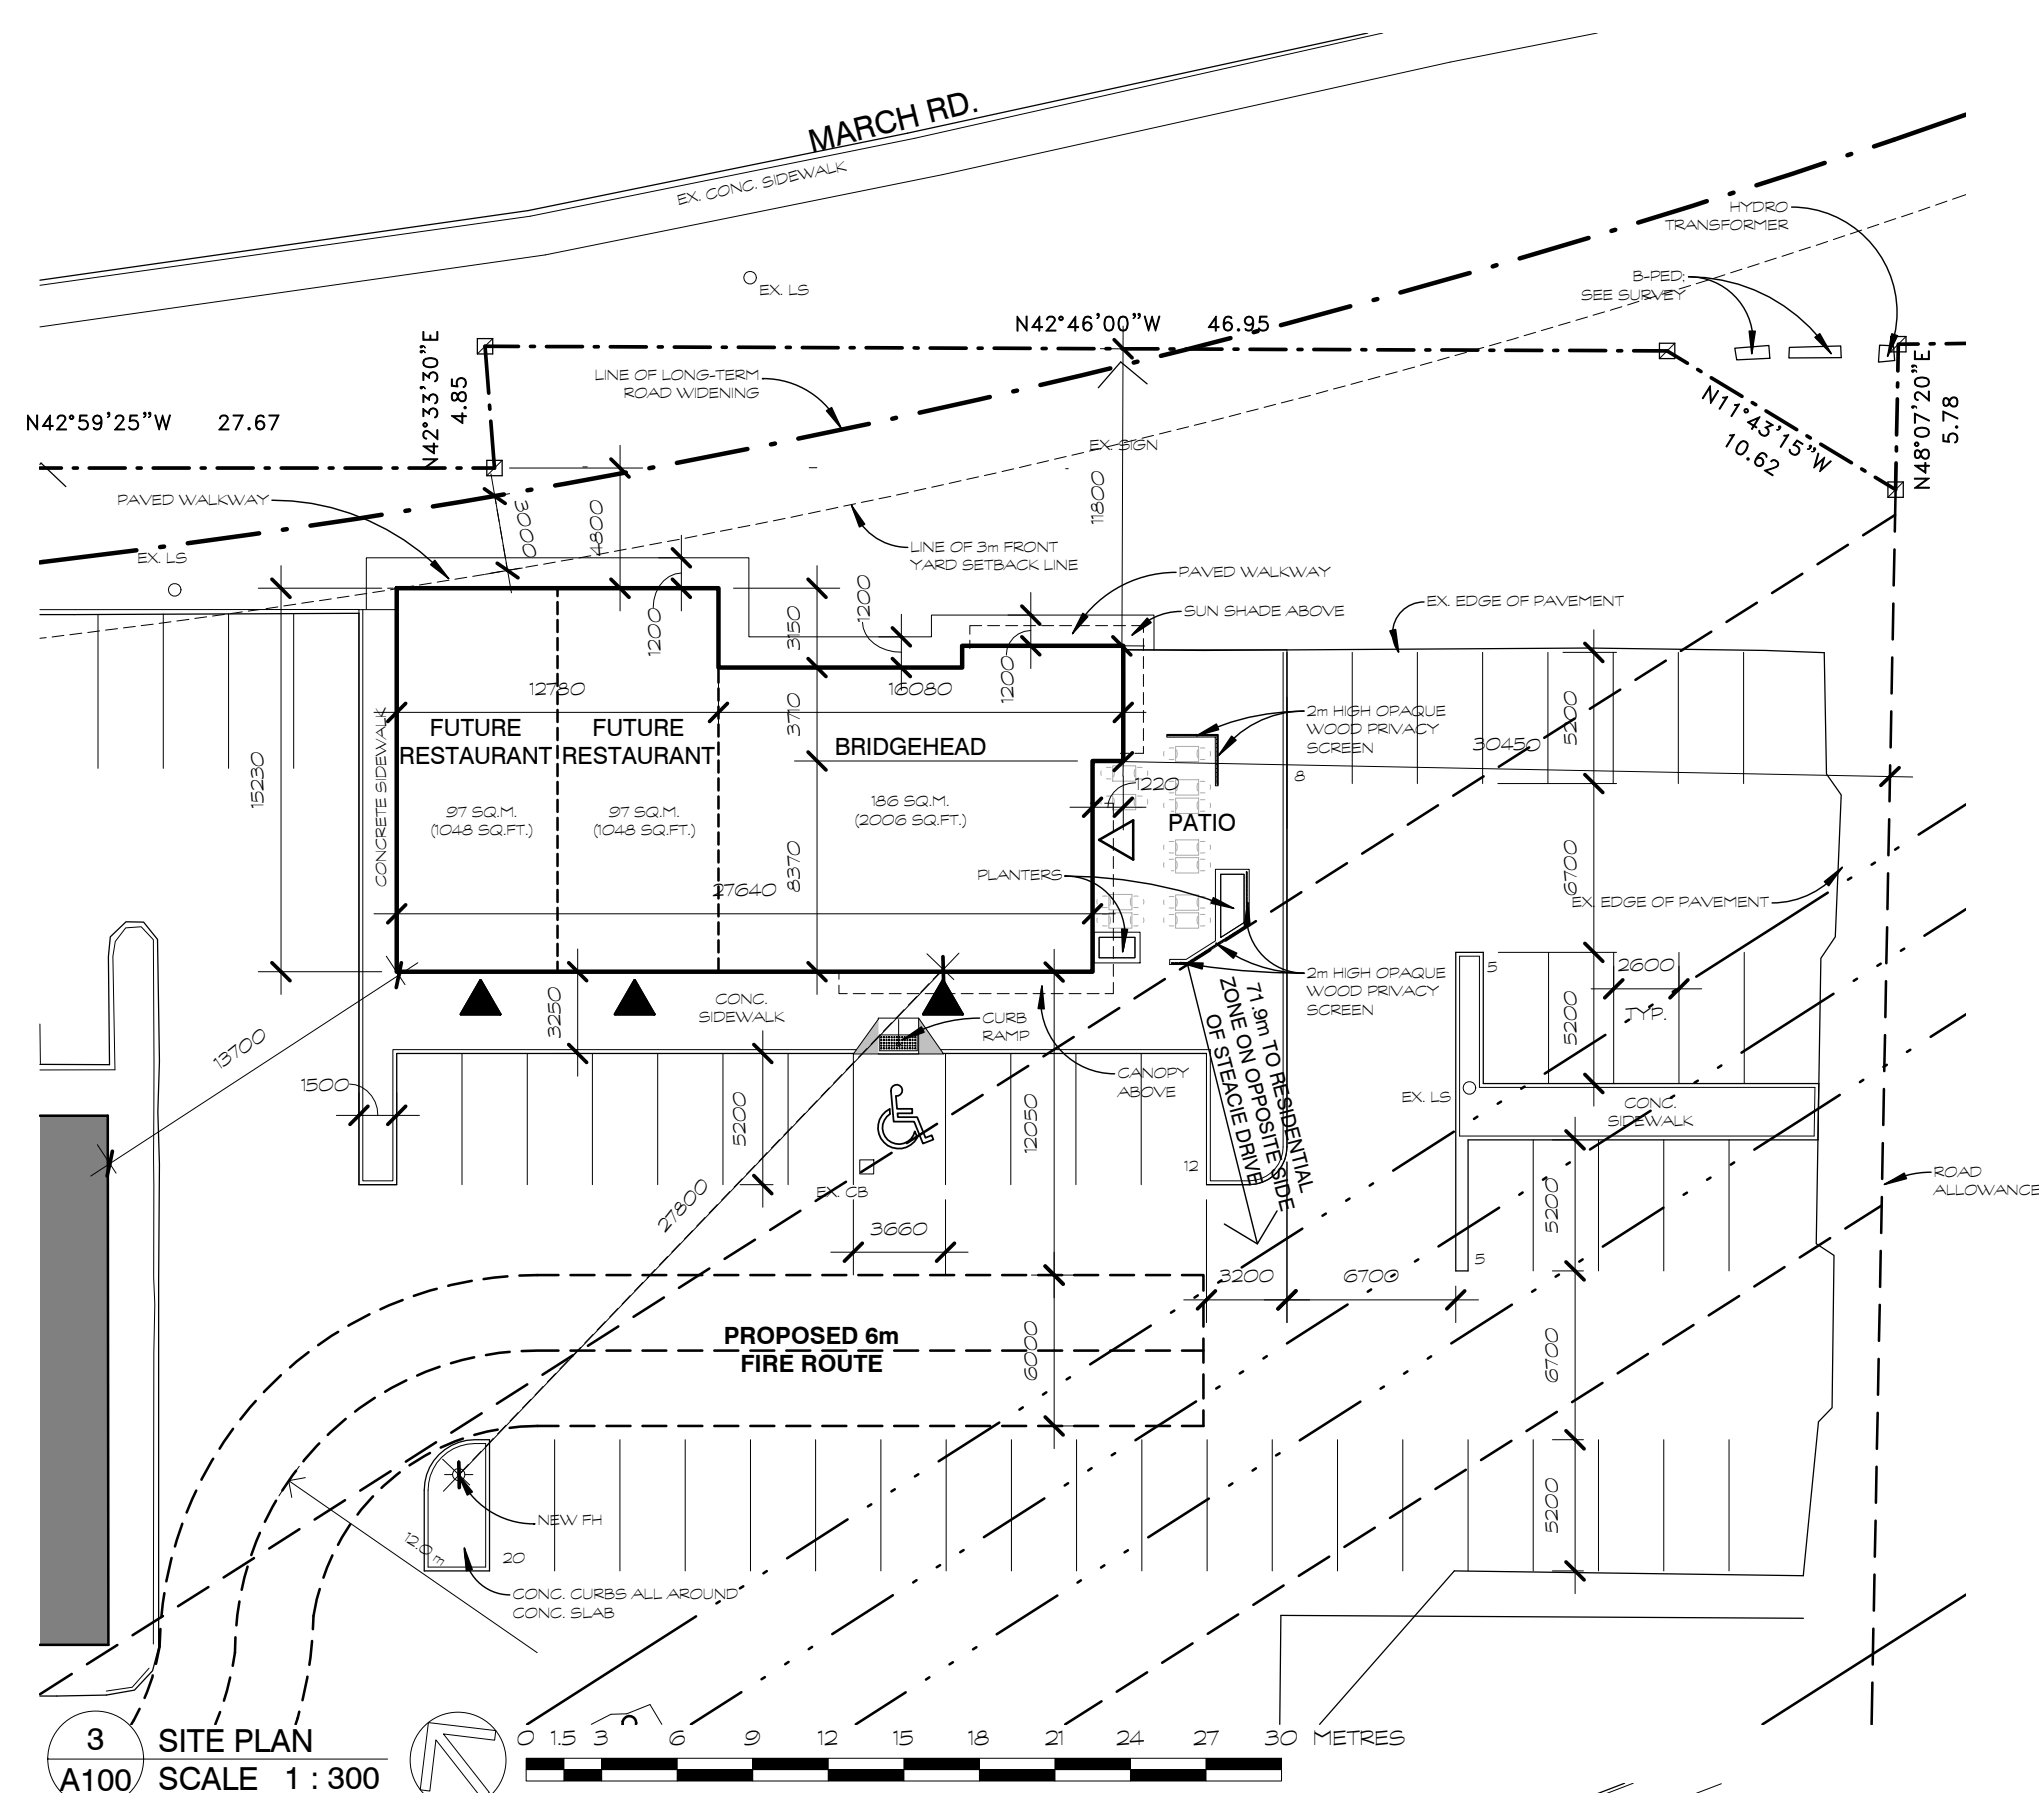 MARCH RD.
EX. CONC. SIDEWALK
HYDRO
TRANSFORMER
B-PED;
SEE SURVEY
EX. LS
N42°46'00"W 46.95
N42°33'30"E
4.85
LINE OF LONG-TERM
ROAD WIDENING
N42°59'25"W 27.67
N11°43'15"W
10.62
N48°07'20"E
5.78
EX. SIGN
PAVED WALKWAY
3000
4800
11800
LINE OF 3m FRONT
YARD SETBACK LINE
EX. LS
PAVED WALKWAY
SUN SHADE ABOVE
EX. EDGE OF PAVEMENT
1200
3150
1200
1200
12780
16080
CONCRETE SIDEWALK
15230
FUTURE
RESTAURANT
97 SQ.M.
(1048 SQ.FT.)
FUTURE
RESTAURANT
97 SQ.M.
(1048 SQ.FT.)
3710
BRIDGEHEAD
186 SQ.M.
(2006 SQ.FT.)
2m HIGH OPAQUE
WOOD PRIVACY
SCREEN
8
30450
5200
1220
PATIO
8370
27640
PLANTERS
6700
EX. EDGE OF PAVEMENT
2m HIGH OPAQUE
WOOD PRIVACY
SCREEN
71.9m TO RESIDENTIAL
ZONE ON OPPOSITE SIDE
OF STEACIE DRIVE
5
2600
TYP.
5200
3250
CONC.
SIDEWALK
CURB
RAMP
13700
1500
CANOPY
ABOVE
EX. LS
CONC.
SIDEWALK
5200
12050
12
EX. CB
27800
3660
ROAD
ALLOWANCE
5200
5
3200
6700
PROPOSED 6m
FIRE ROUTE
6000
6700
NEW FH
12.0 m
20
5200
CONC. CURBS ALL AROUND
CONC. SLAB
3
A100
SITE PLAN
SCALE 1 : 300
0 1.5 3 6 9 12 15 18 21 24 27 30 METRES